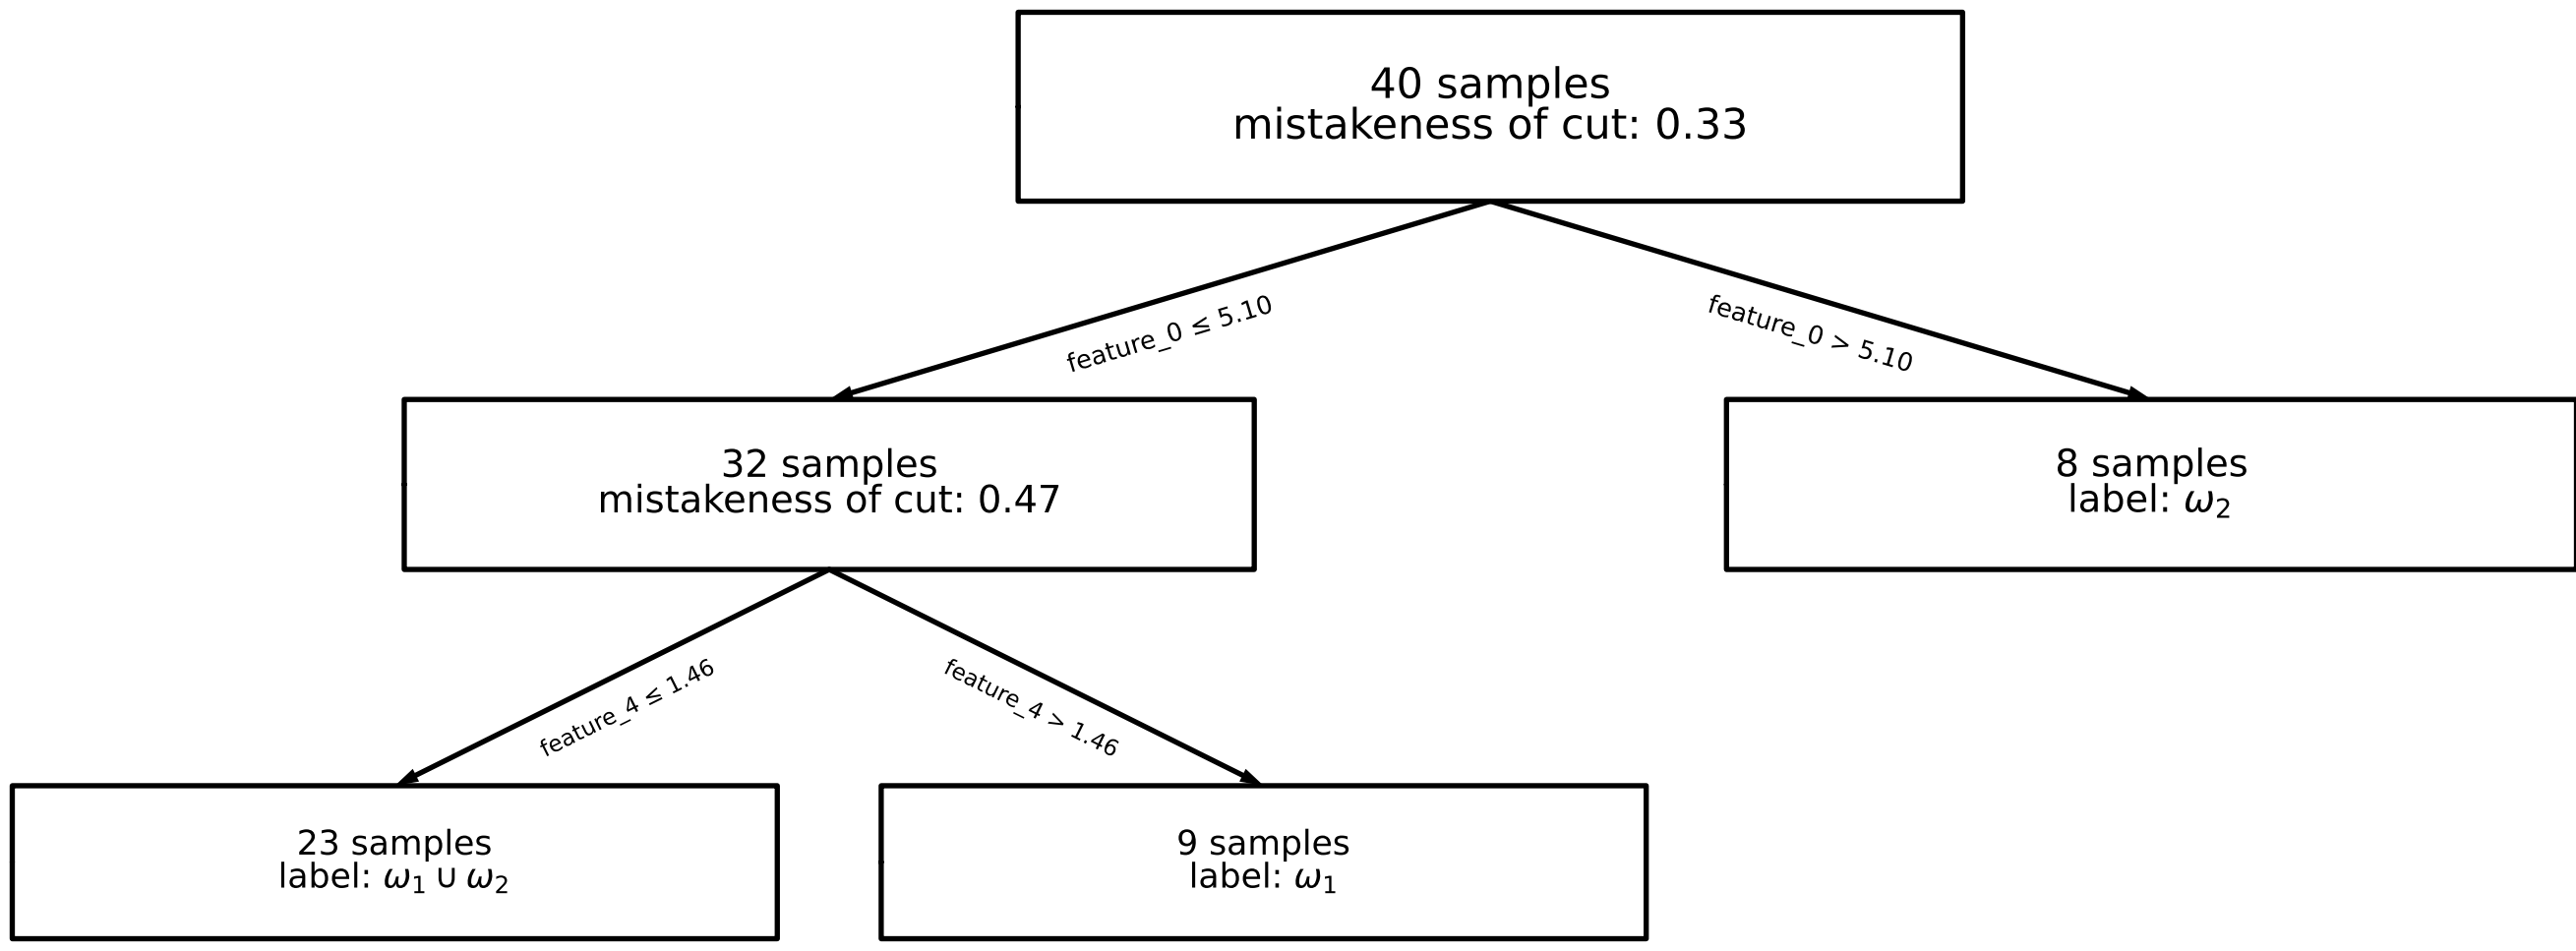 40 samples
mistakeness of cut: 0.33
feature_0 ≤ 5.10
feature_0 > 5.10
32 samples
mistakeness of cut: 0.47
8 samples
label: ω₂
feature_4 ≤ 1.46
feature_4 > 1.46
23 samples
label: ω₁ ∪ ω₂
9 samples
label: ω₁